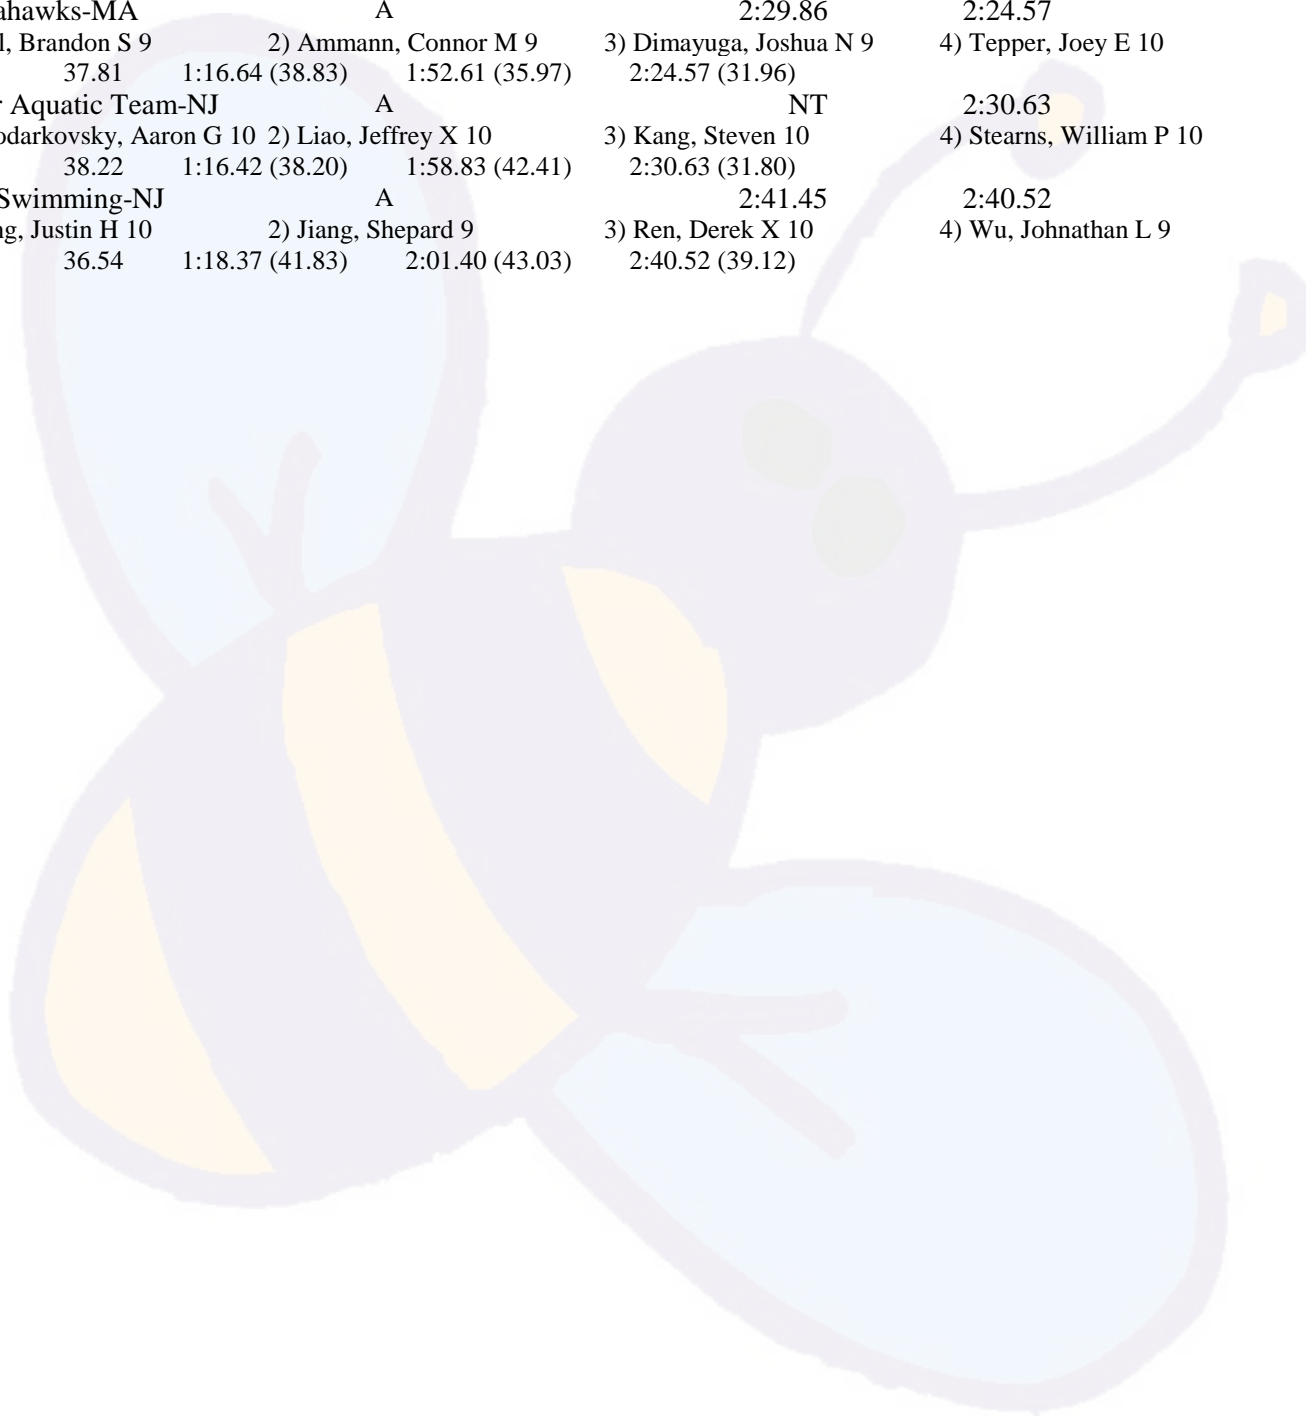 ahawks-MA A 2:29.86 2:24.57
l, Brandon S 9 2) Ammann, Connor M 9 3) Dimayuga, Joshua N 9 4) Tepper, Joey E 10
37.81 1:16.64 (38.83) 1:52.61 (35.97) 2:24.57 (31.96)
r Aquatic Team-NJ A NT 2:30.63
odarkovsky, Aaron G 10 2) Liao, Jeffrey X 10 3) Kang, Steven 10 4) Stearns, William P 10
38.22 1:16.42 (38.20) 1:58.83 (42.41) 2:30.63 (31.80)
Swimming-NJ A 2:41.45 2:40.52
ng, Justin H 10 2) Jiang, Shepard 9 3) Ren, Derek X 10 4) Wu, Johnathan L 9
36.54 1:18.37 (41.83) 2:01.40 (43.03) 2:40.52 (39.12)